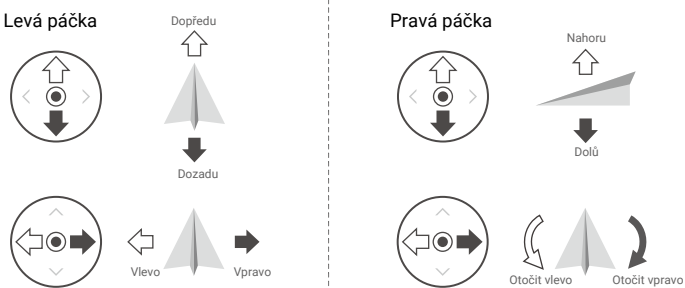 Levá páčka
Dopředu
Dozadu
Vlevo
Vpravo
Pravá páčka
Nahoru
Dolů
Otočit vlevo
Otočit vpravo